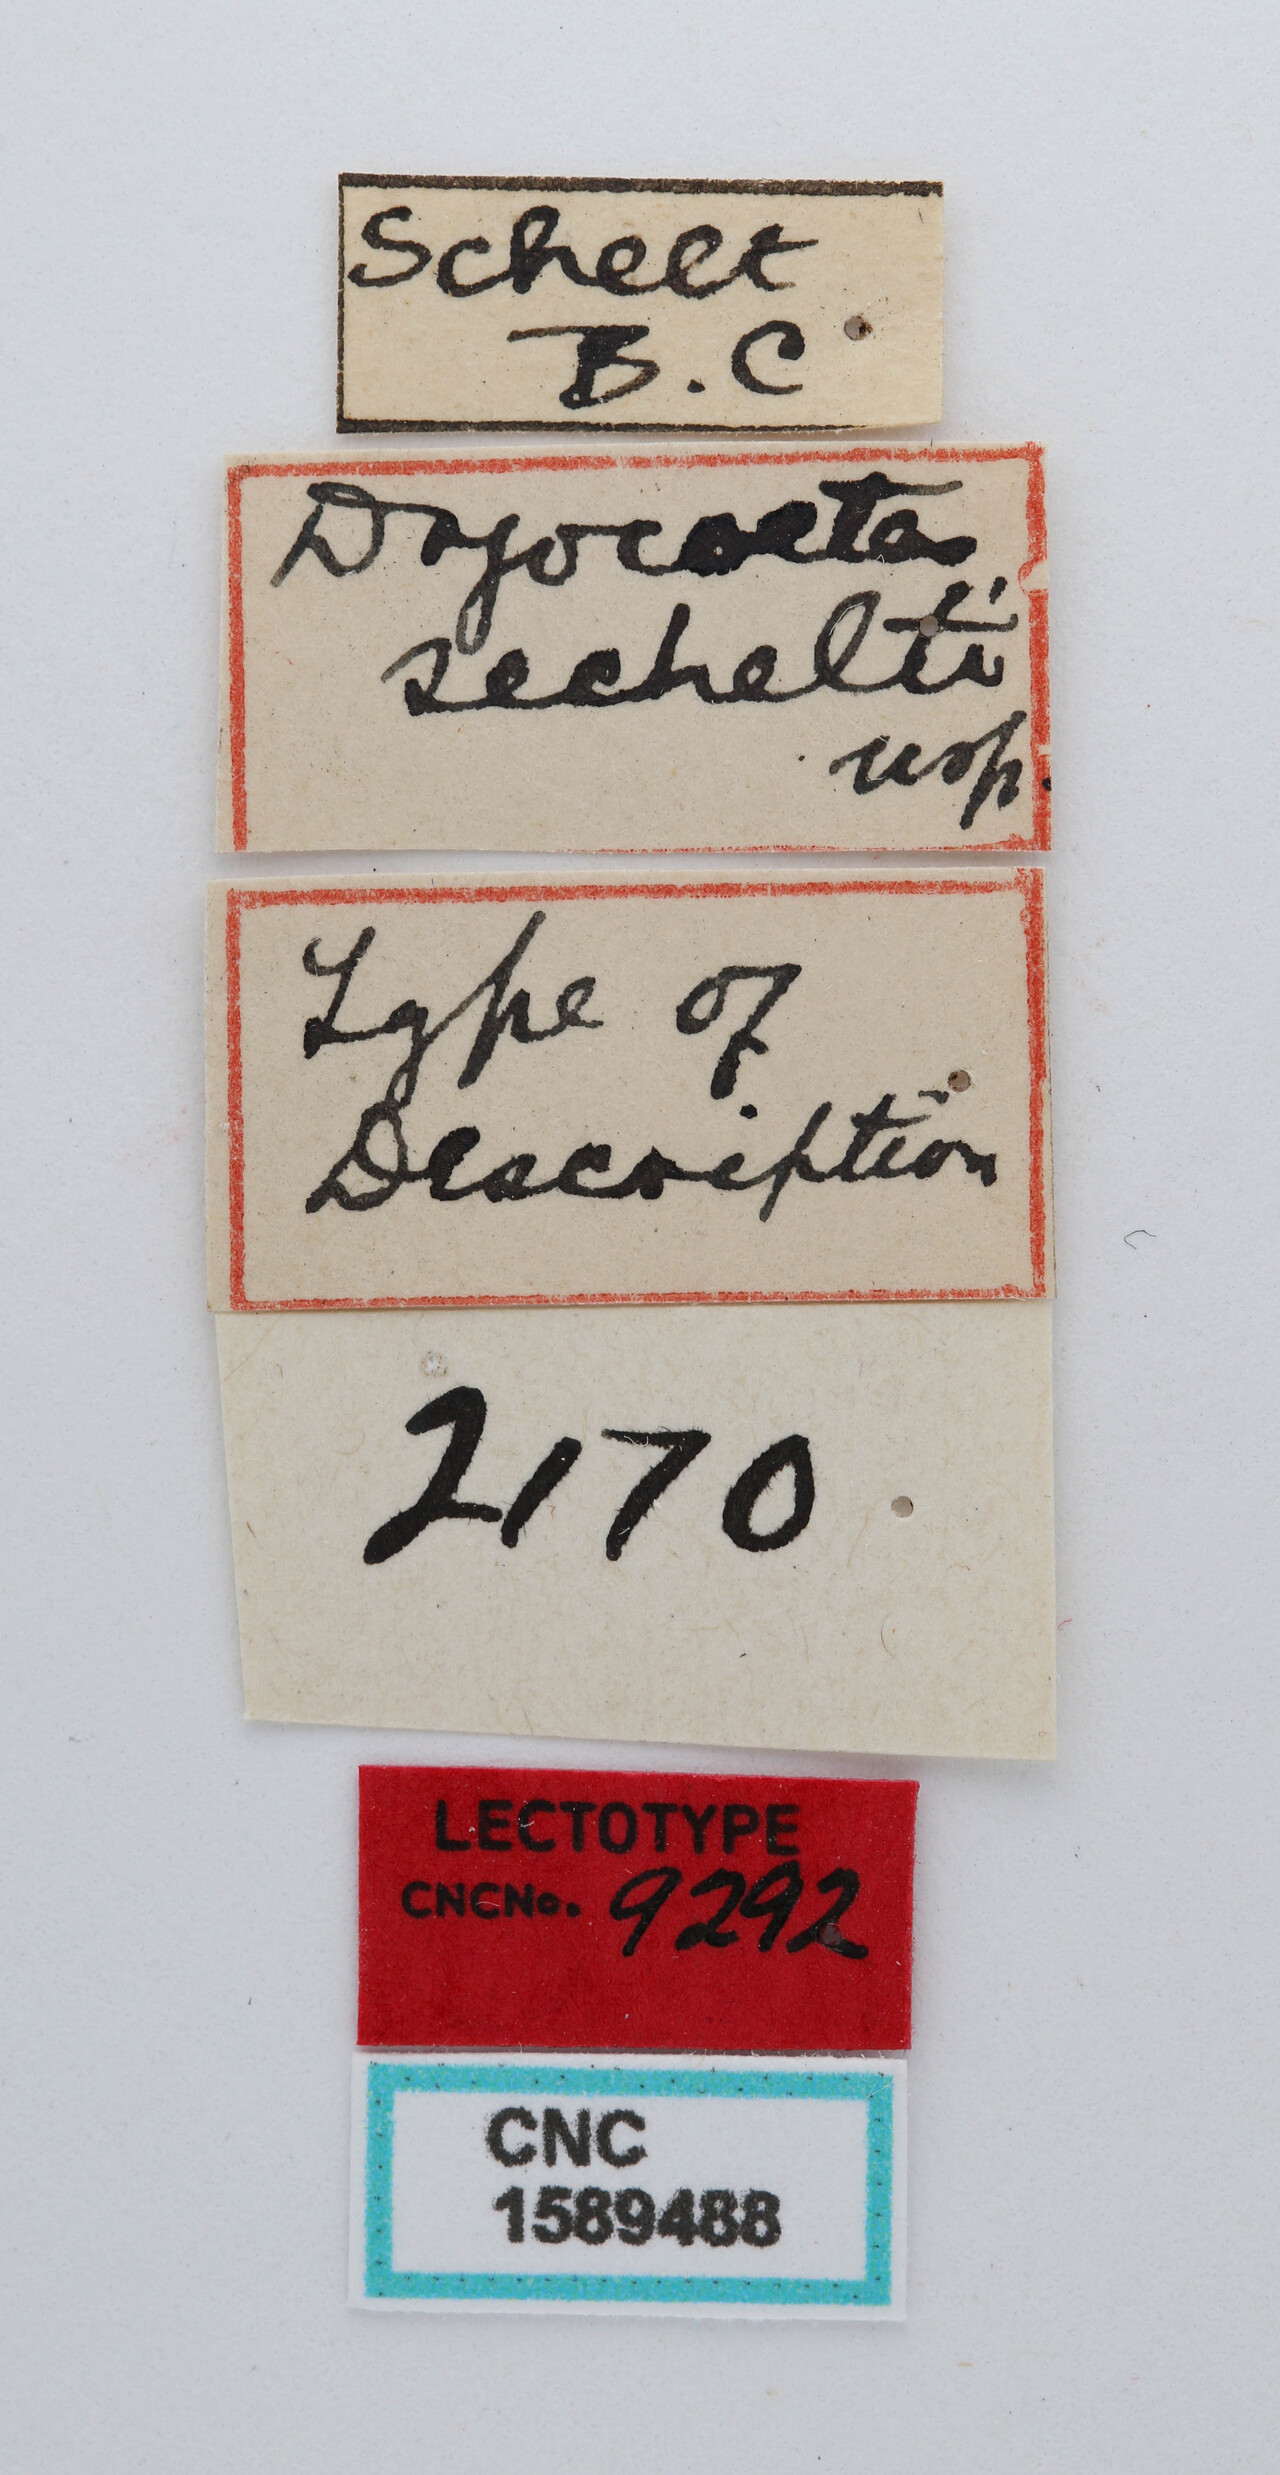 Schelt
B.C
Dryocoetes
sechelti
n sp.
Type of
Description
2170
LECTOTYPE
CNCNo. 9292
CNC
1589488